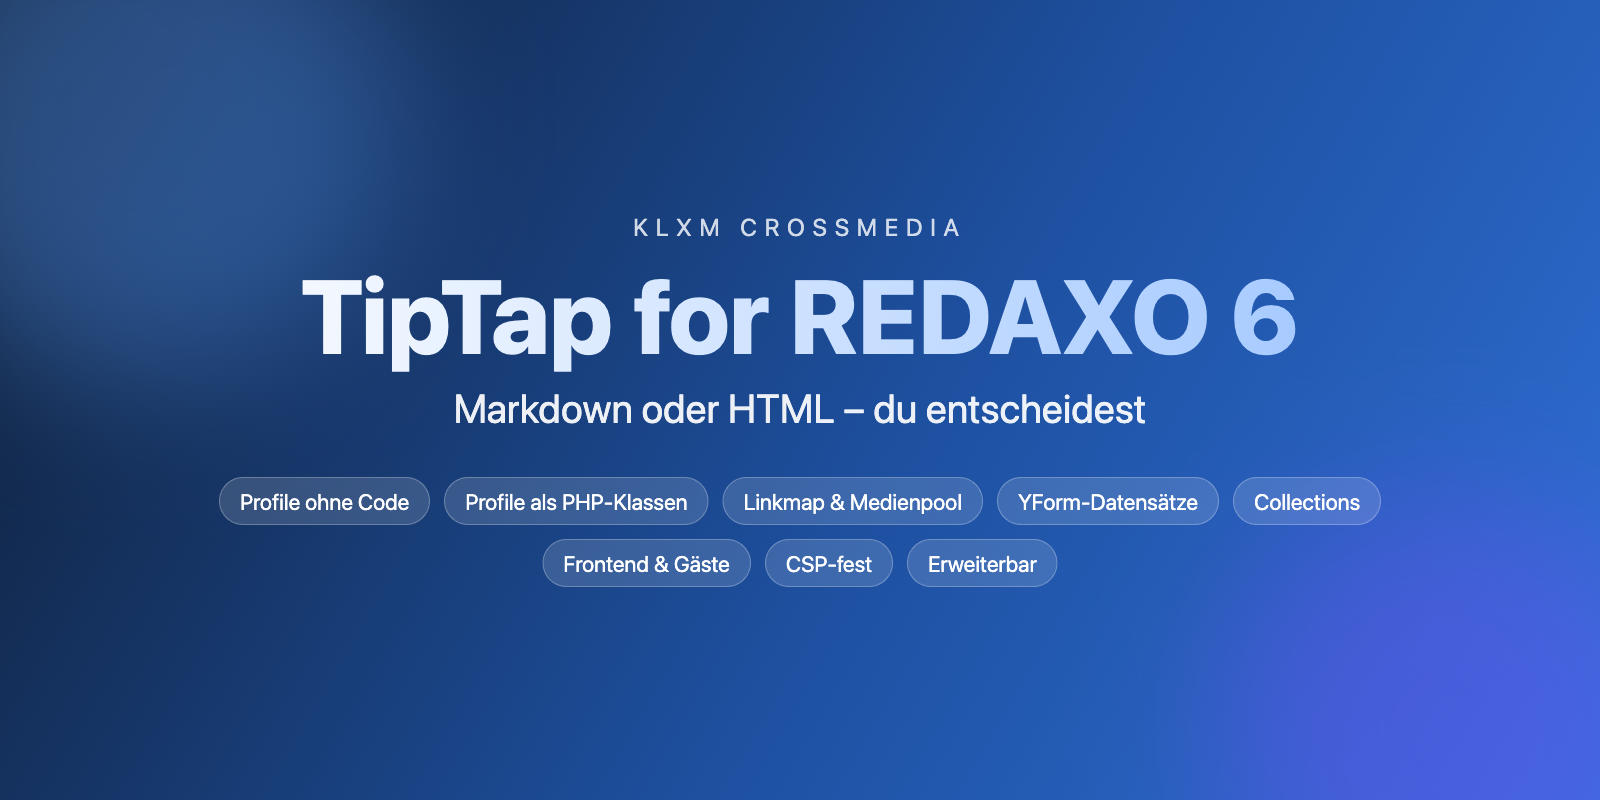 KLXM CROSSMEDIA
TipTap for REDAXO 6
Markdown oder HTML – du entscheidest
Profile ohne Code Profile als PHP-Klassen Linkmap & Medienpool YForm-Datensätze Collections
Frontend & Gäste CSP-fest Erweiterbar